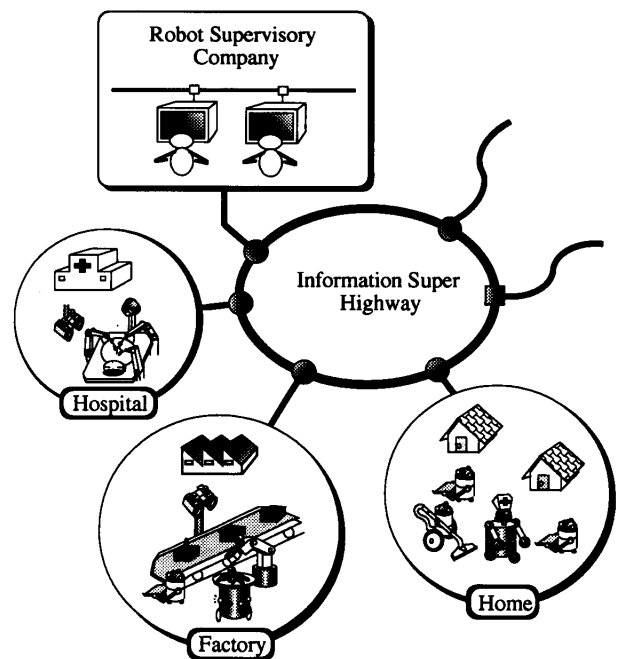 Robot Supervisory
Company
Information Super
Highway
Hospital
Factory
Home